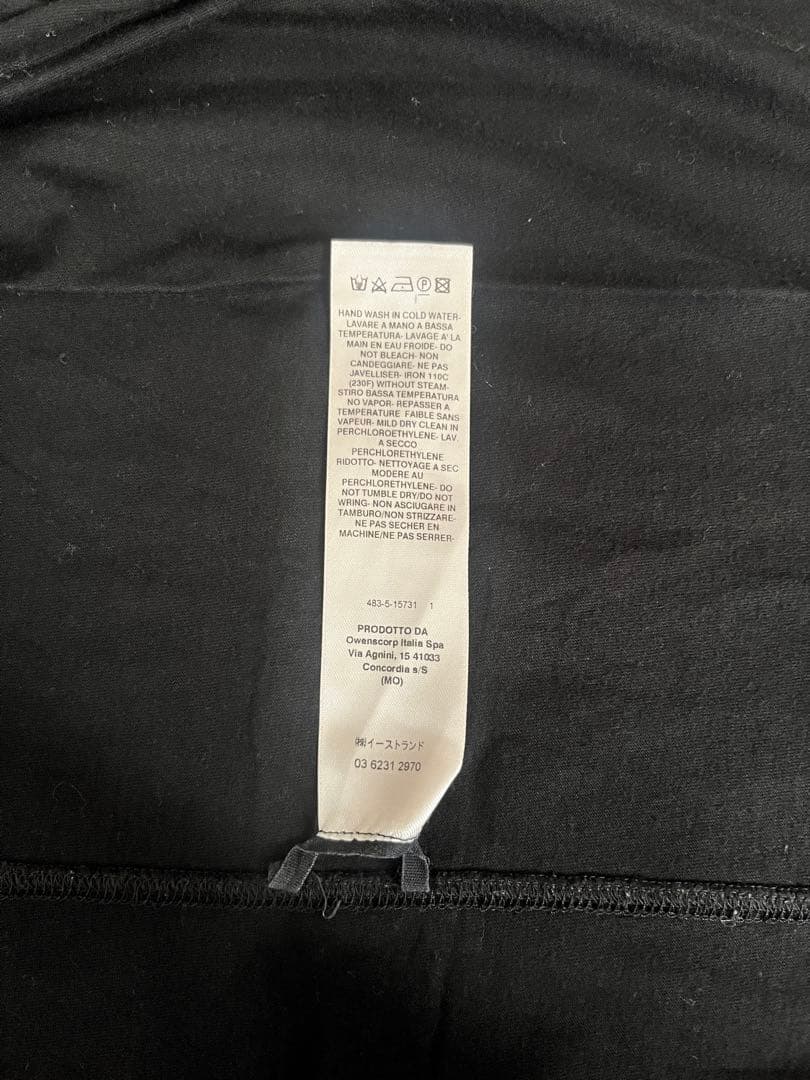 HAND WASH IN COLD WATER-
LAVARE A MANO A BASSA
TEMPERATURA- LAVAGE A' LA
MAIN EN EAU FROIDE- DO
NOT BLEACH- NON
CANDEGGIARE- NE PAS
JAVELLISER- IRON 110C
(230F) WITHOUT STEAM-
STIRO BASSA TEMPERATURA
NO VAPOR- REPASSER A
TEMPERATURE FAIBLE SANS
VAPEUR- MILD DRY CLEAN IN
PERCHLOROETHYLENE- LAV.
A SECCO
PERCHLORETHYLENE
RIDOTTO- NETTOYAGE A SEC
MODERE AU
PERCHLORETHYLENE- DO
NOT TUMBLE DRY/DO NOT
WRING- NON ASCIUGARE IN
TAMBURO/NON STRIZZARE-
NE PAS SECHER EN
MACHINE/NE PAS SERRER-
483-5-15731 1
PRODOTTO DA
Owenscorp Italia Spa
Via Agnini, 15 41033
Concordia s/S
(MO)
㈱イーストランド
03 6231 2970